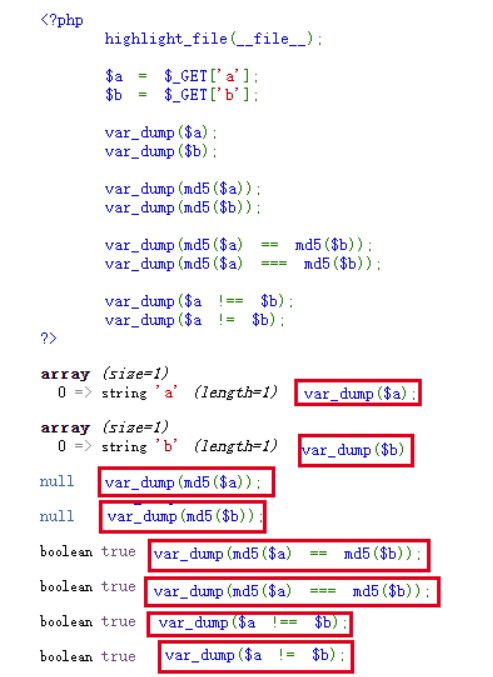 <?php
highlight_file(__file__);
$a = $_GET['a'];
$b = $_GET['b'];
var_dump($a);
var_dump($b);
var_dump(md5($a));
var_dump(md5($b));
var_dump(md5($a) == md5($b));
var_dump(md5($a) === md5($b));
var_dump($a !== $b);
var_dump($a != $b);
?>
array (size=1)
0 => string 'a' (length=1) var_dump($a);
array (size=1)
0 => string 'b' (length=1) var_dump($b)
null var_dump(md5($a));
null var_dump(md5($b));
boolean true var_dump(md5($a) == md5($b));
boolean true var_dump(md5($a) === md5($b));
boolean true var_dump($a !== $b);
boolean true var_dump($a != $b);